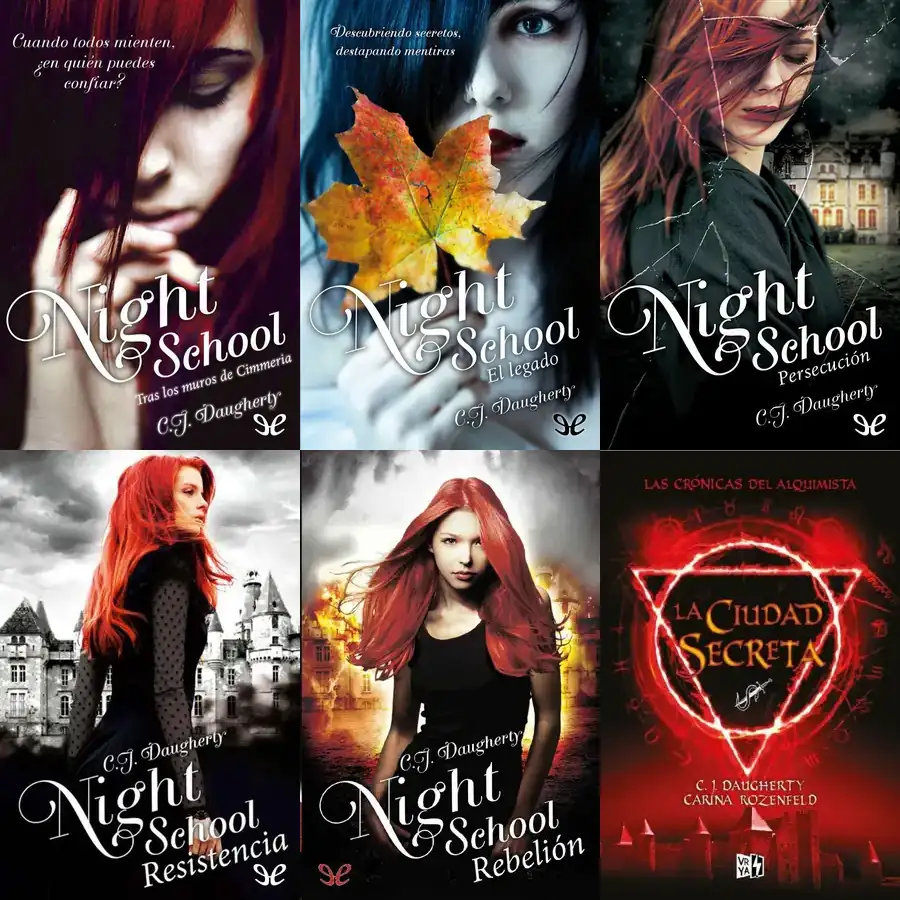 Cuando todos mienten,
¿en quién puedes
confiar?
Night
School
Tras los muros de Cimmeria
C.J. Daugherty
Descubriendo secretos,
destapando mentiras
Night
School
El legado
C.J. Daugherty
Night
School
Persecución
C.J. Daugherty
C.J. Daugherty
Night
School
Resistencia
C.J. Daugherty
Night
School
Rebelión
LAS CRÓNICAS DEL ALQUIMISTA
LA CIUDAD
SECRETA
C. J. DAUGHERTY
CARINA ROZENFELD
VR
YA